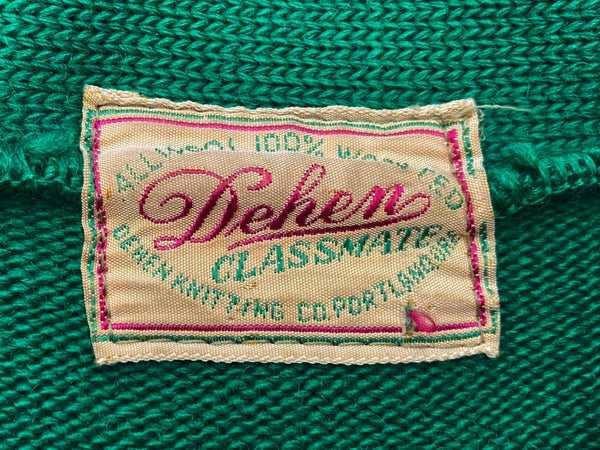 ALL WOOL 100% WORSTED
Dehen
CLASSMATE
DEHEN KNITTING CO. PORTLAND, ORE